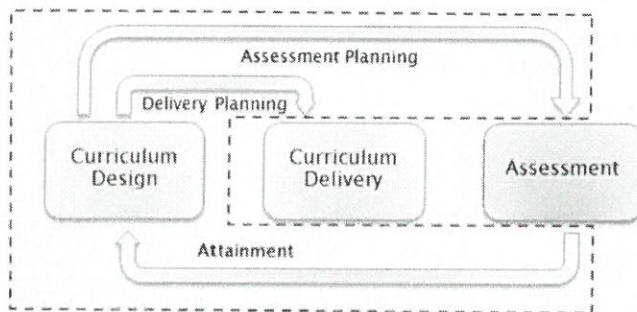 Assessment Planning
Delivery Planning
Curriculum
Design
Curriculum
Delivery
Assessment
Attainment